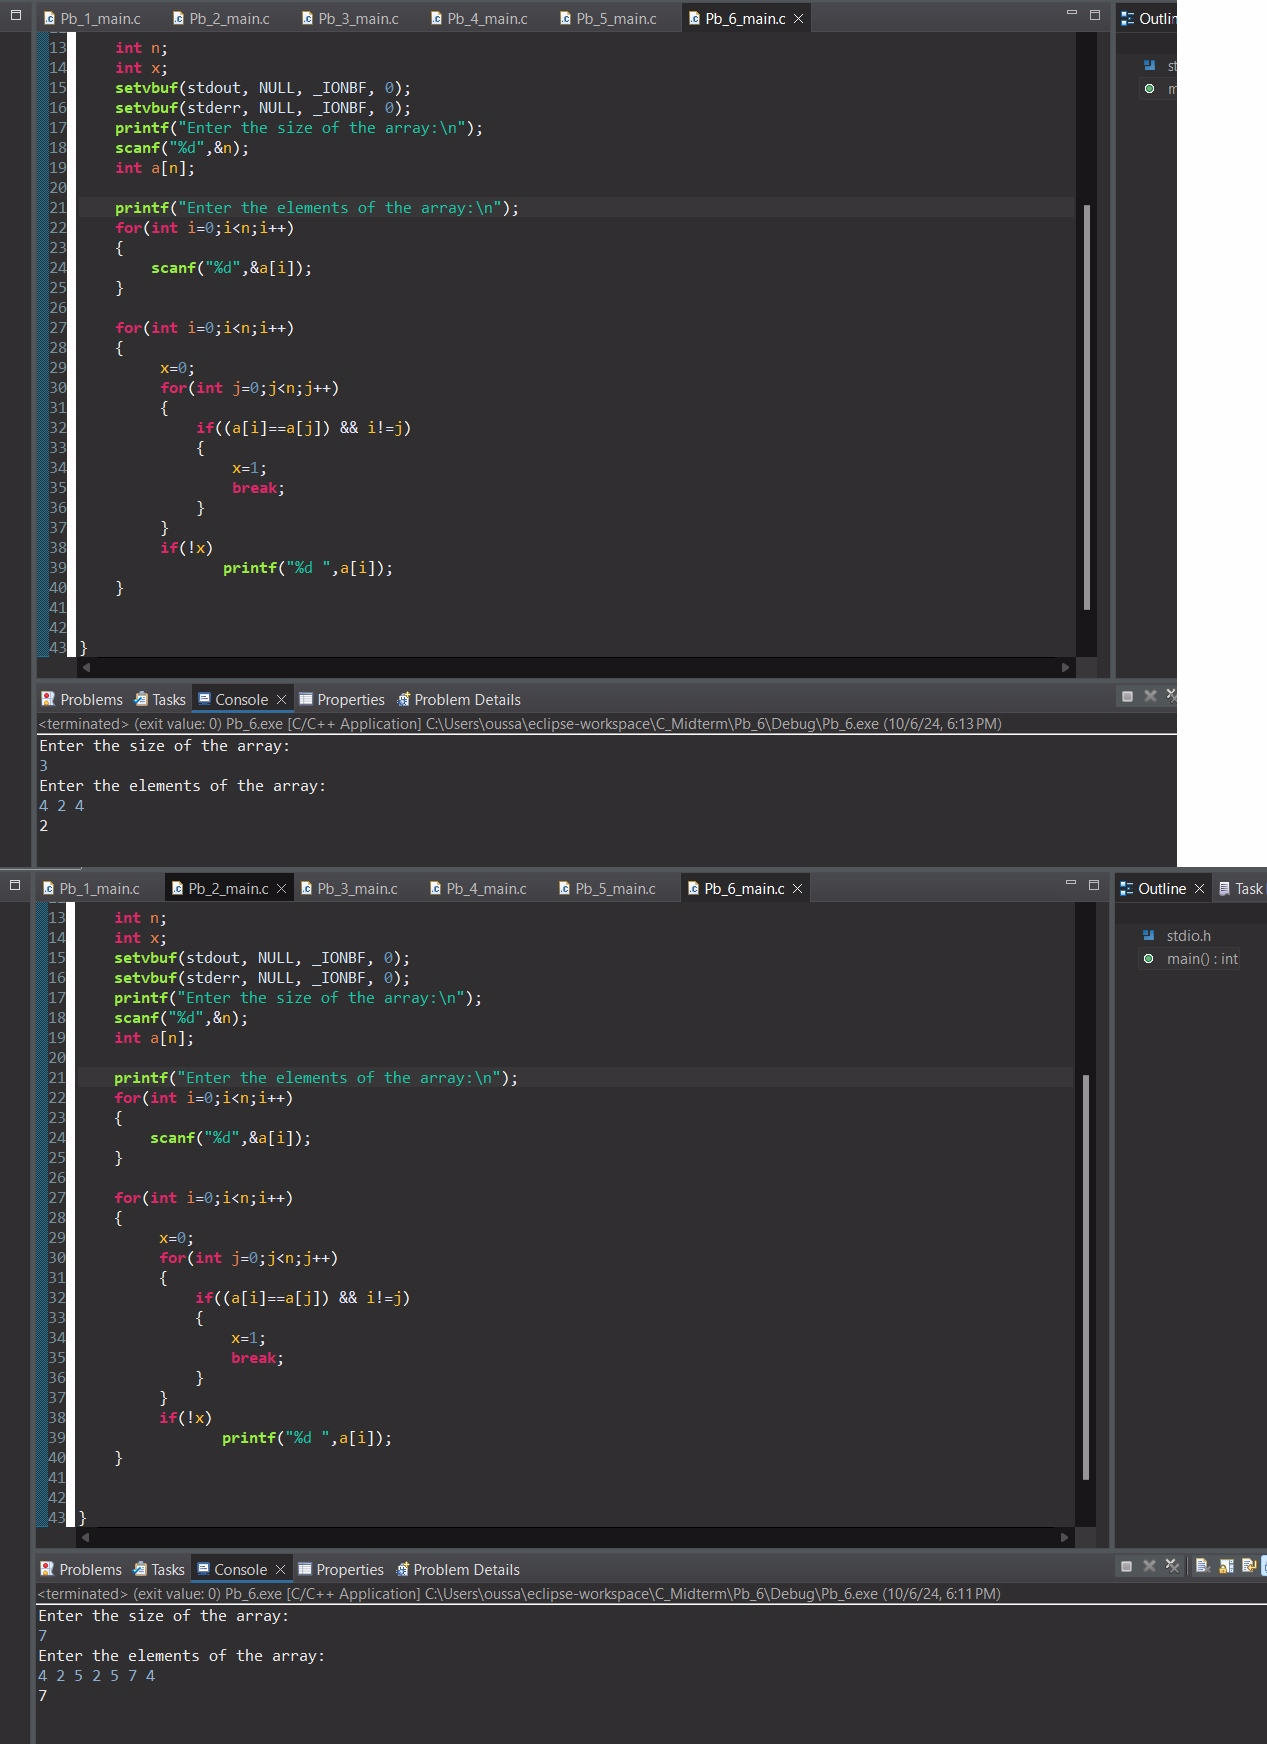 Pb_1_main.c Pb_2_main.c Pb_3_main.c Pb_4_main.c Pb_5_main.c Pb_6_main.c
13 int n;
14 int x;
15 setvbuf(stdout, NULL, _IONBF, 0);
16 setvbuf(stderr, NULL, _IONBF, 0);
17 printf("Enter the size of the array:\n");
18 scanf("%d",&n);
19 int a[n];
20
21 printf("Enter the elements of the array:\n");
22 for(int i=0;i<n;i++)
23 {
24 scanf("%d",&a[i]);
25 }
26
27 for(int i=0;i<n;i++)
28 {
29 x=0;
30 for(int j=0;j<n;j++)
31 {
32 if((a[i]==a[j]) && i!=j)
33 {
34 x=1;
35 break;
36 }
37 }
38 if(!x)
39 printf("%d ",a[i]);
40 }
41
42
43 }
Outlin
st
m
Problems Tasks Console Properties Problem Details
<terminated> (exit value: 0) Pb_6.exe [C/C++ Application] C:\Users\oussa\eclipse-workspace\C_Midterm\Pb_6\Debug\Pb_6.exe (10/6/24, 6:13 PM)
Enter the size of the array:
3
Enter the elements of the array:
4 2 4
2
Pb_1_main.c Pb_2_main.c Pb_3_main.c Pb_4_main.c Pb_5_main.c Pb_6_main.c
13 int n;
14 int x;
15 setvbuf(stdout, NULL, _IONBF, 0);
16 setvbuf(stderr, NULL, _IONBF, 0);
17 printf("Enter the size of the array:\n");
18 scanf("%d",&n);
19 int a[n];
20
21 printf("Enter the elements of the array:\n");
22 for(int i=0;i<n;i++)
23 {
24 scanf("%d",&a[i]);
25 }
26
27 for(int i=0;i<n;i++)
28 {
29 x=0;
30 for(int j=0;j<n;j++)
31 {
32 if((a[i]==a[j]) && i!=j)
33 {
34 x=1;
35 break;
36 }
37 }
38 if(!x)
39 printf("%d ",a[i]);
40 }
41
42
43 }
Outline Task
stdio.h
main() : int
Problems Tasks Console Properties Problem Details
<terminated> (exit value: 0) Pb_6.exe [C/C++ Application] C:\Users\oussa\eclipse-workspace\C_Midterm\Pb_6\Debug\Pb_6.exe (10/6/24, 6:11 PM)
Enter the size of the array:
7
Enter the elements of the array:
4 2 5 2 5 7 4
7